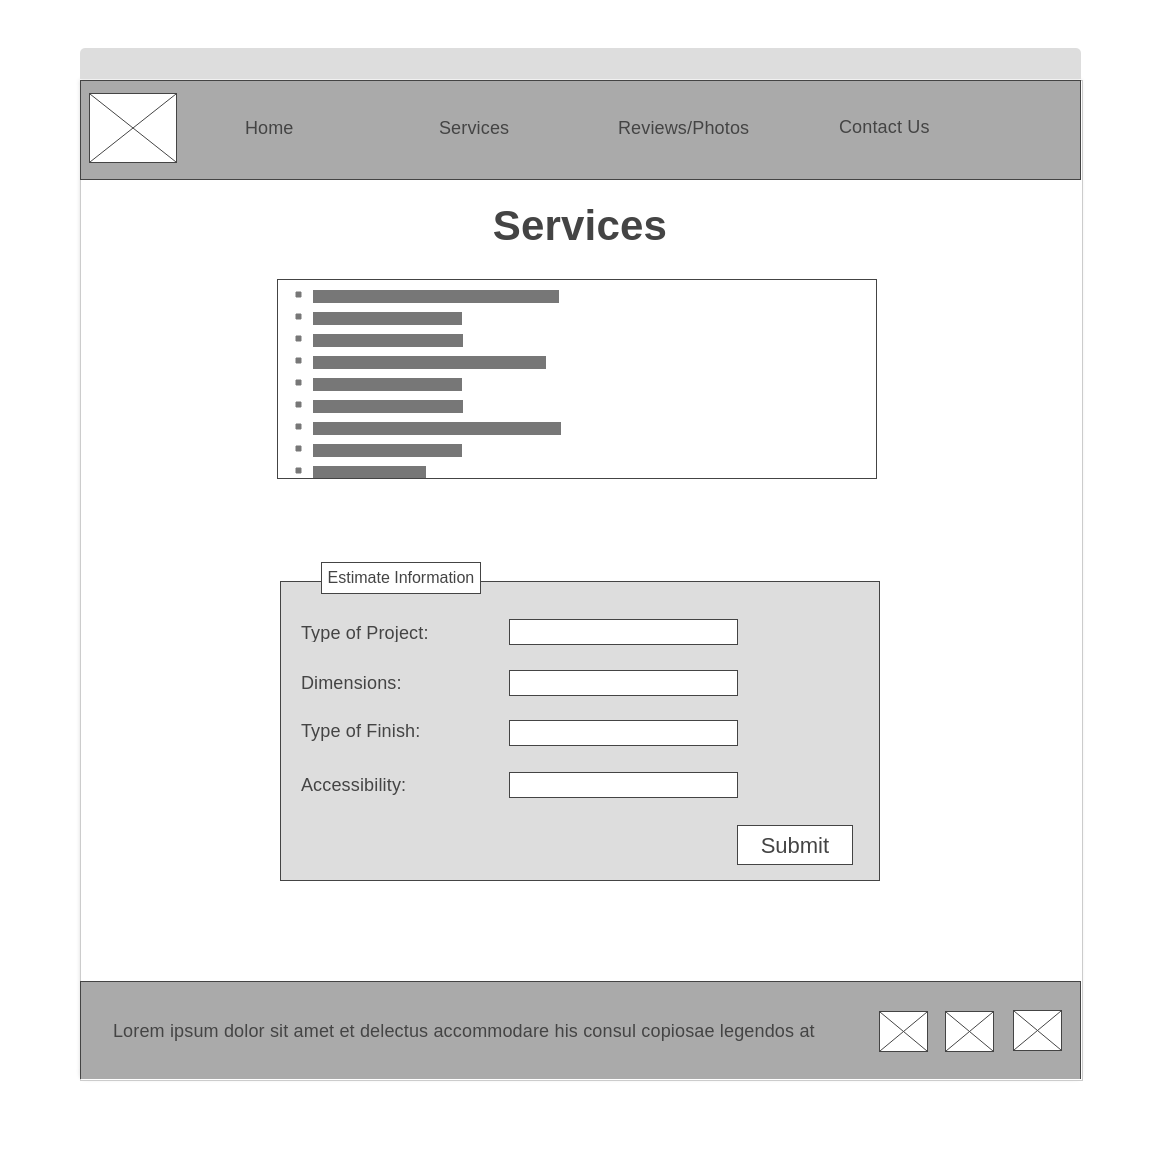 Home Services Reviews/Photos Contact Us
Services
Estimate Information
Type of Project:
Dimensions:
Type of Finish:
Accessibility:
Submit
Lorem ipsum dolor sit amet et delectus accommodare his consul copiosae legendos at